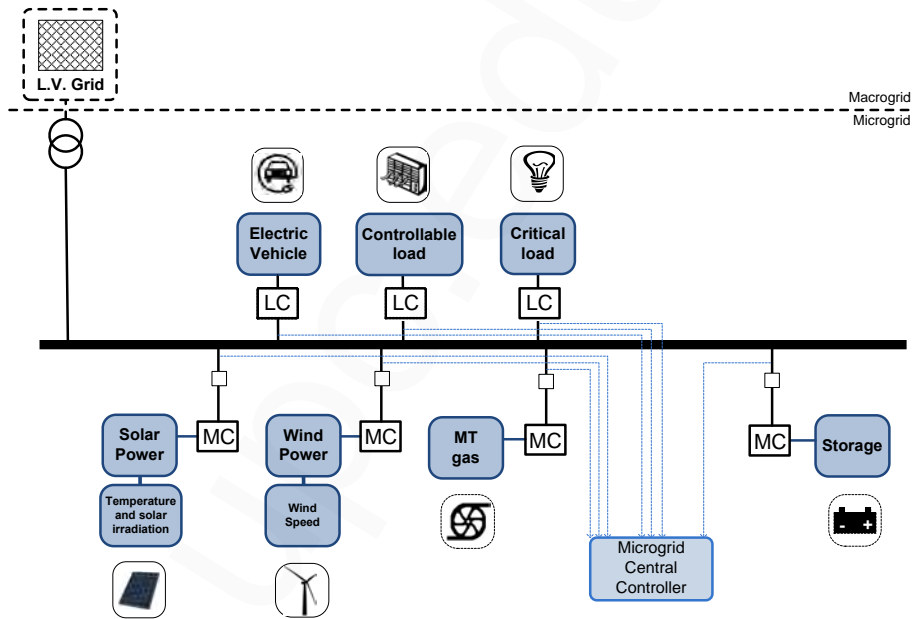 L.V. Grid
Macrogrid
Microgrid
Electric
Vehicle
Controllable
load
Critical
load
LC
LC
LC
Solar
Power
MC
Wind
Power
MC
MT
gas
MC
MC
Storage
Temperature
and solar
irradiation
Wind
Speed
- +
Microgrid
Central
Controller